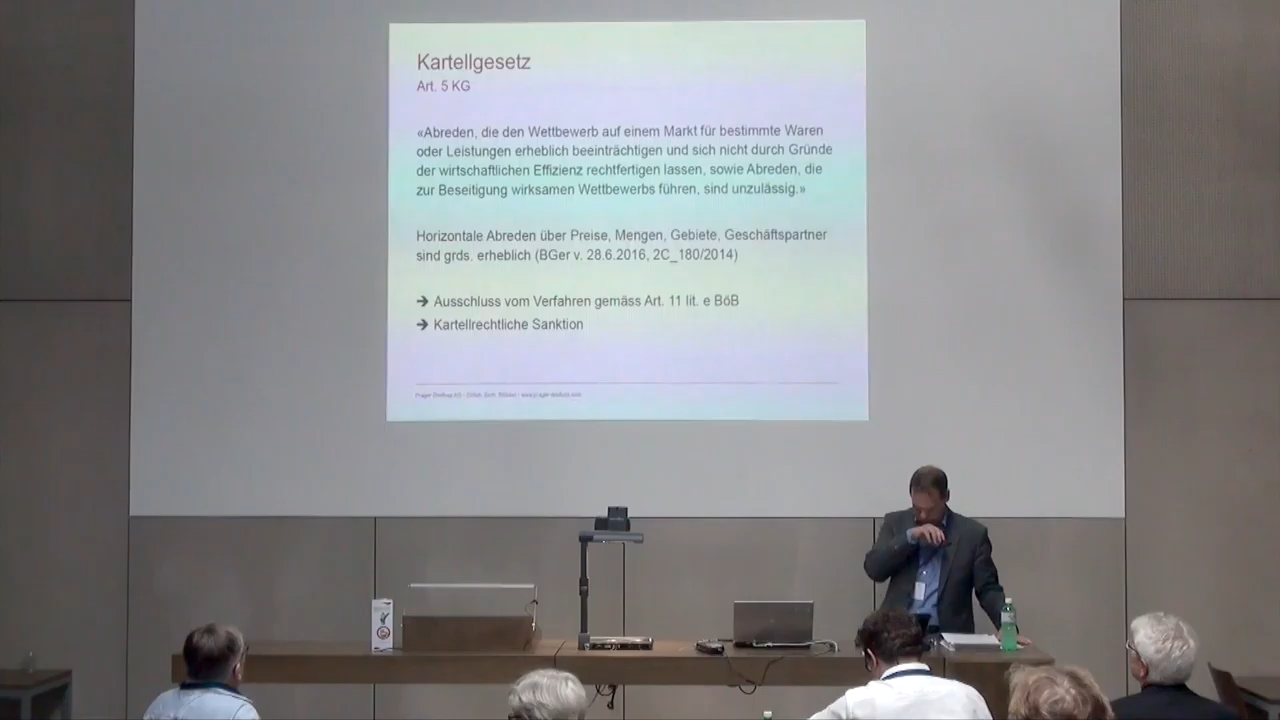 Kartellgesetz
Art. 5 KG
«Abreden, die den Wettbewerb auf einem Markt für bestimmte Waren
oder Leistungen erheblich beeinträchtigen und sich nicht durch Gründe
der wirtschaftlichen Effizienz rechtfertigen lassen, sowie Abreden, die
zur Beseitigung wirksamen Wettbewerbs führen, sind unzulässig.»
Horizontale Abreden über Preise, Mengen, Gebiete, Geschäftspartner
sind grds. erheblich (BGer v. 28.6.2016, 2C_180/2014)
➔ Ausschluss vom Verfahren gemäss Art. 11 lit. e BöB
➔ Kartellrechtliche Sanktion